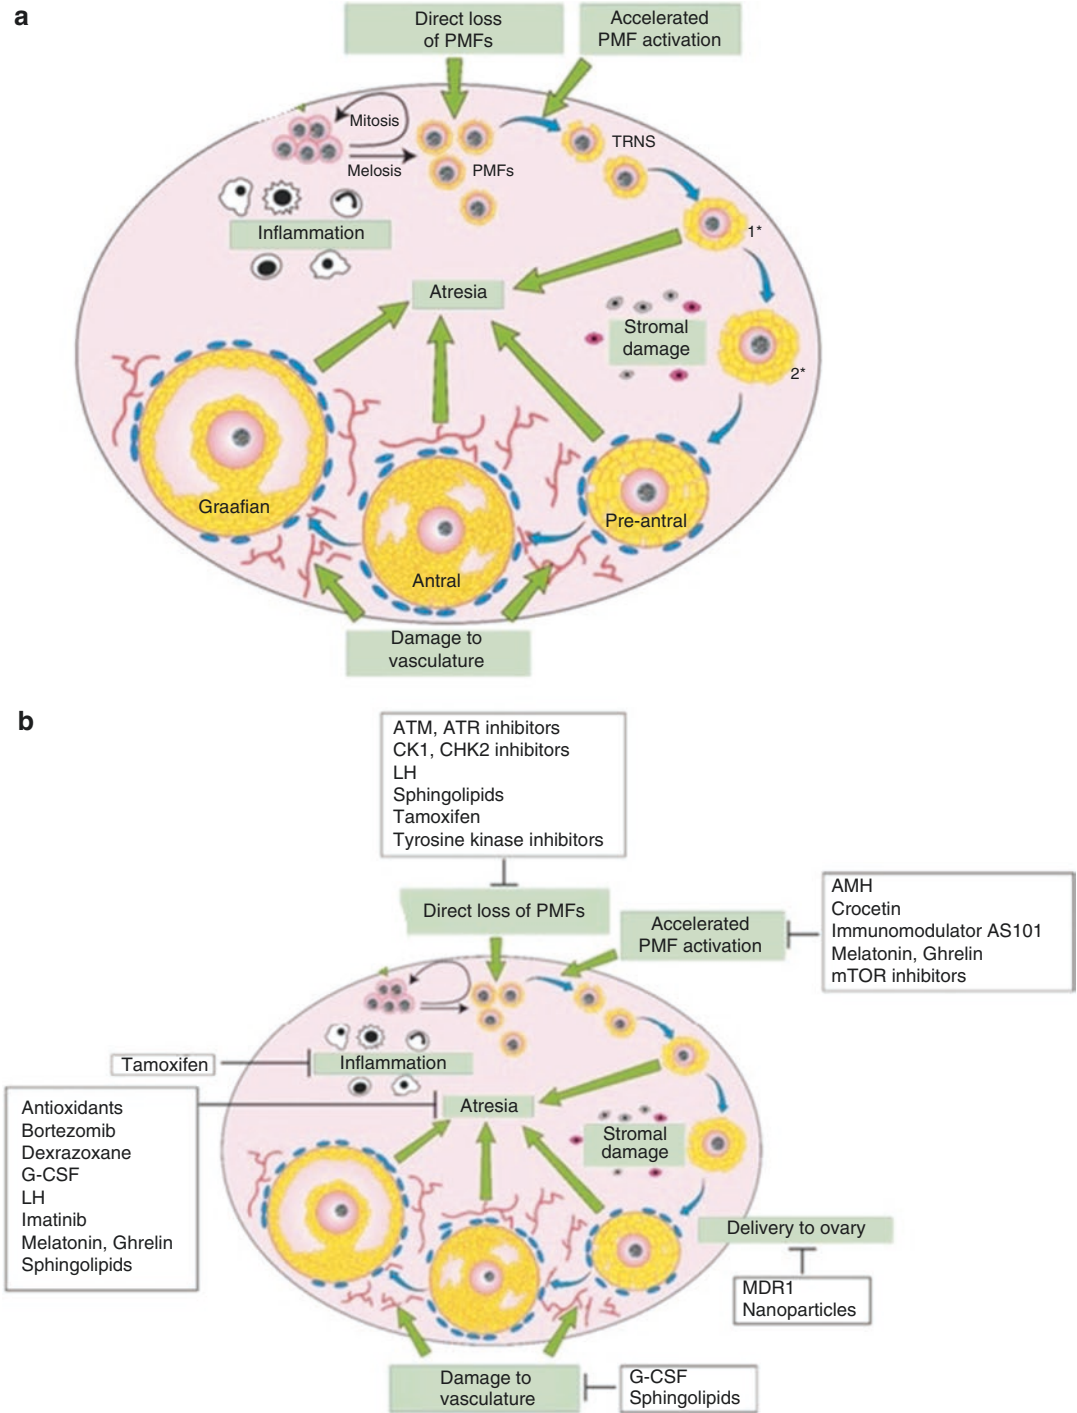 a
Direct loss
of PMFs
Accelerated
PMF activation
Mitosis
Melosis
PMFs
TRNS
1*
Inflammation
Atresia
Stromal
damage
2*
Graafian
Antral
Pre-antral
Damage to
vasculature
b
ATM, ATR inhibitors
CK1, CHK2 inhibitors
LH
Sphingolipids
Tamoxifen
Tyrosine kinase inhibitors
Direct loss of PMFs
Accelerated
PMF activation
AMH
Crocetin
Immunomodulator AS101
Melatonin, Ghrelin
mTOR inhibitors
Tamoxifen
Inflammation
Antioxidants
Bortezomib
Dexrazoxane
G-CSF
LH
Imatinib
Melatonin, Ghrelin
Sphingolipids
Atresia
Stromal
damage
Delivery to ovary
MDR1
Nanoparticles
Damage to
vasculature
G-CSF
Sphingolipids